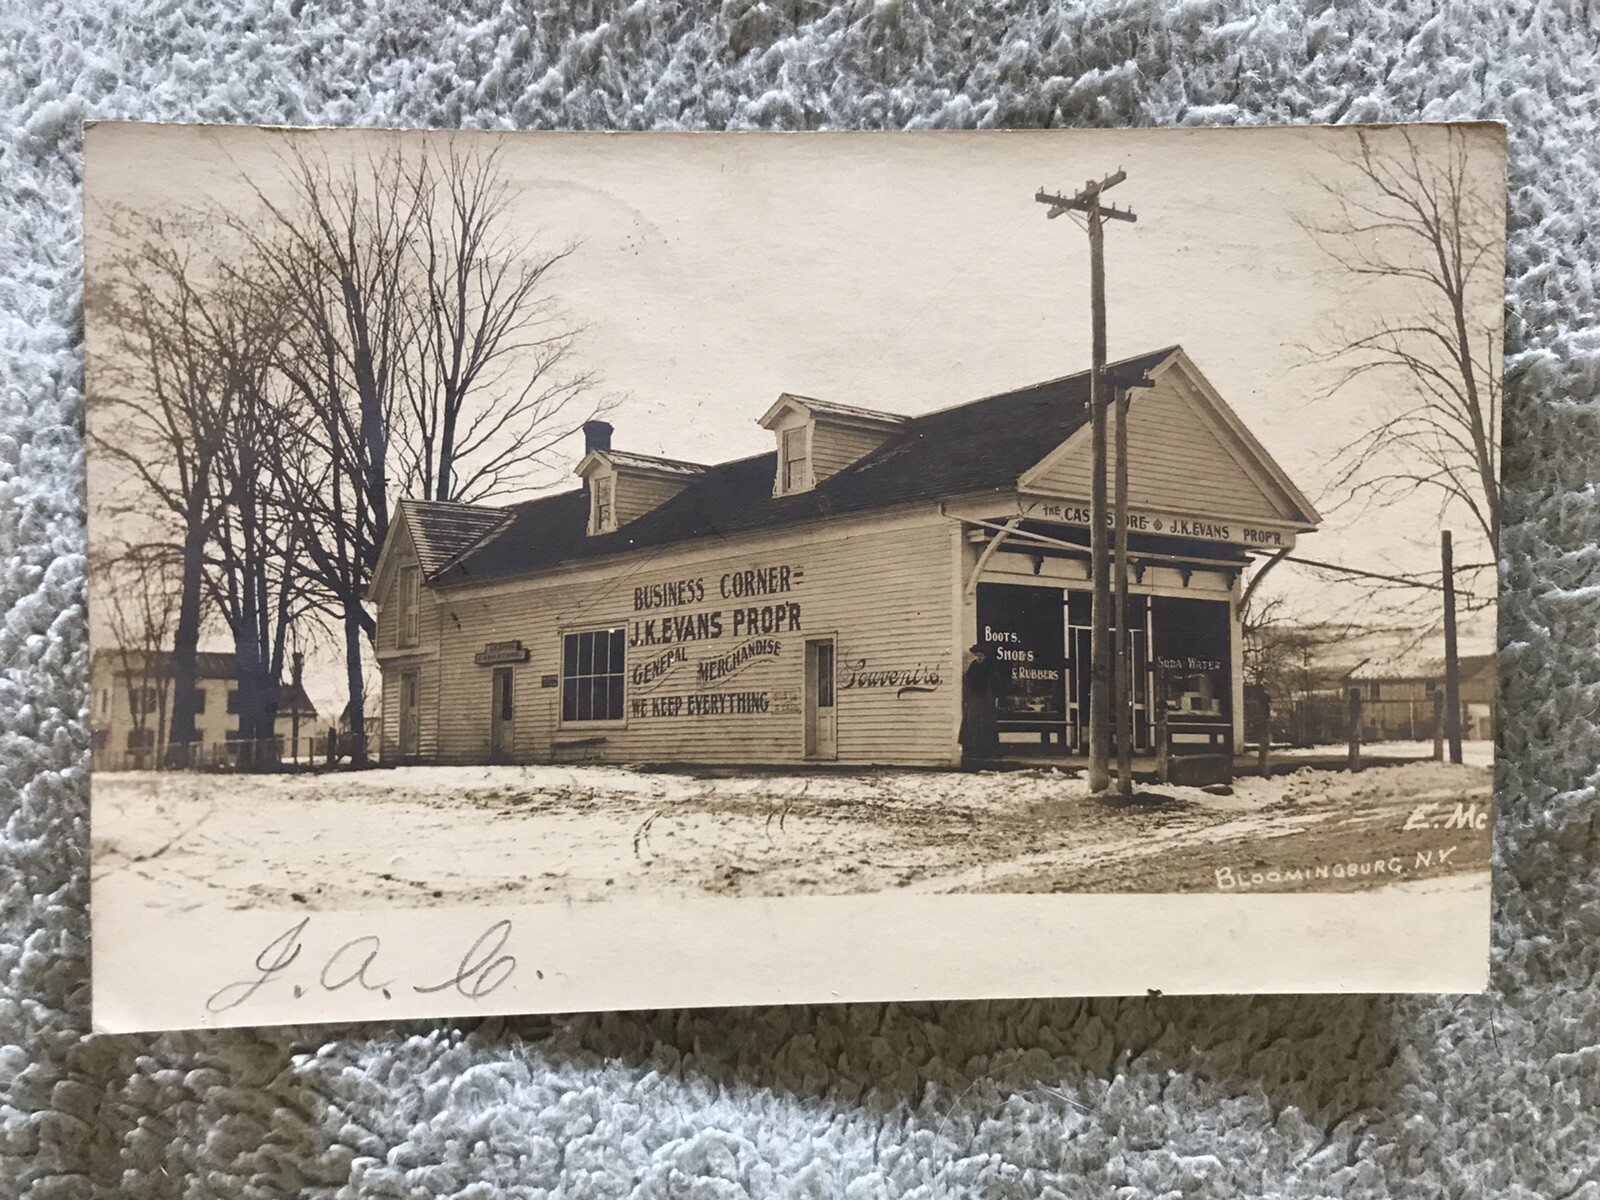 THE CASH STORE J.K.EVANS PROP'R.
BUSINESS CORNER
J.K.EVANS PROP'R
GENERAL MERCHANDISE
WE KEEP EVERYTHING
Souvenirs.
BOOTS,
SHOES
& RUBBERS
SODA WATER
E. Mc
BLOOMINGBURG, N.Y.
J. A.